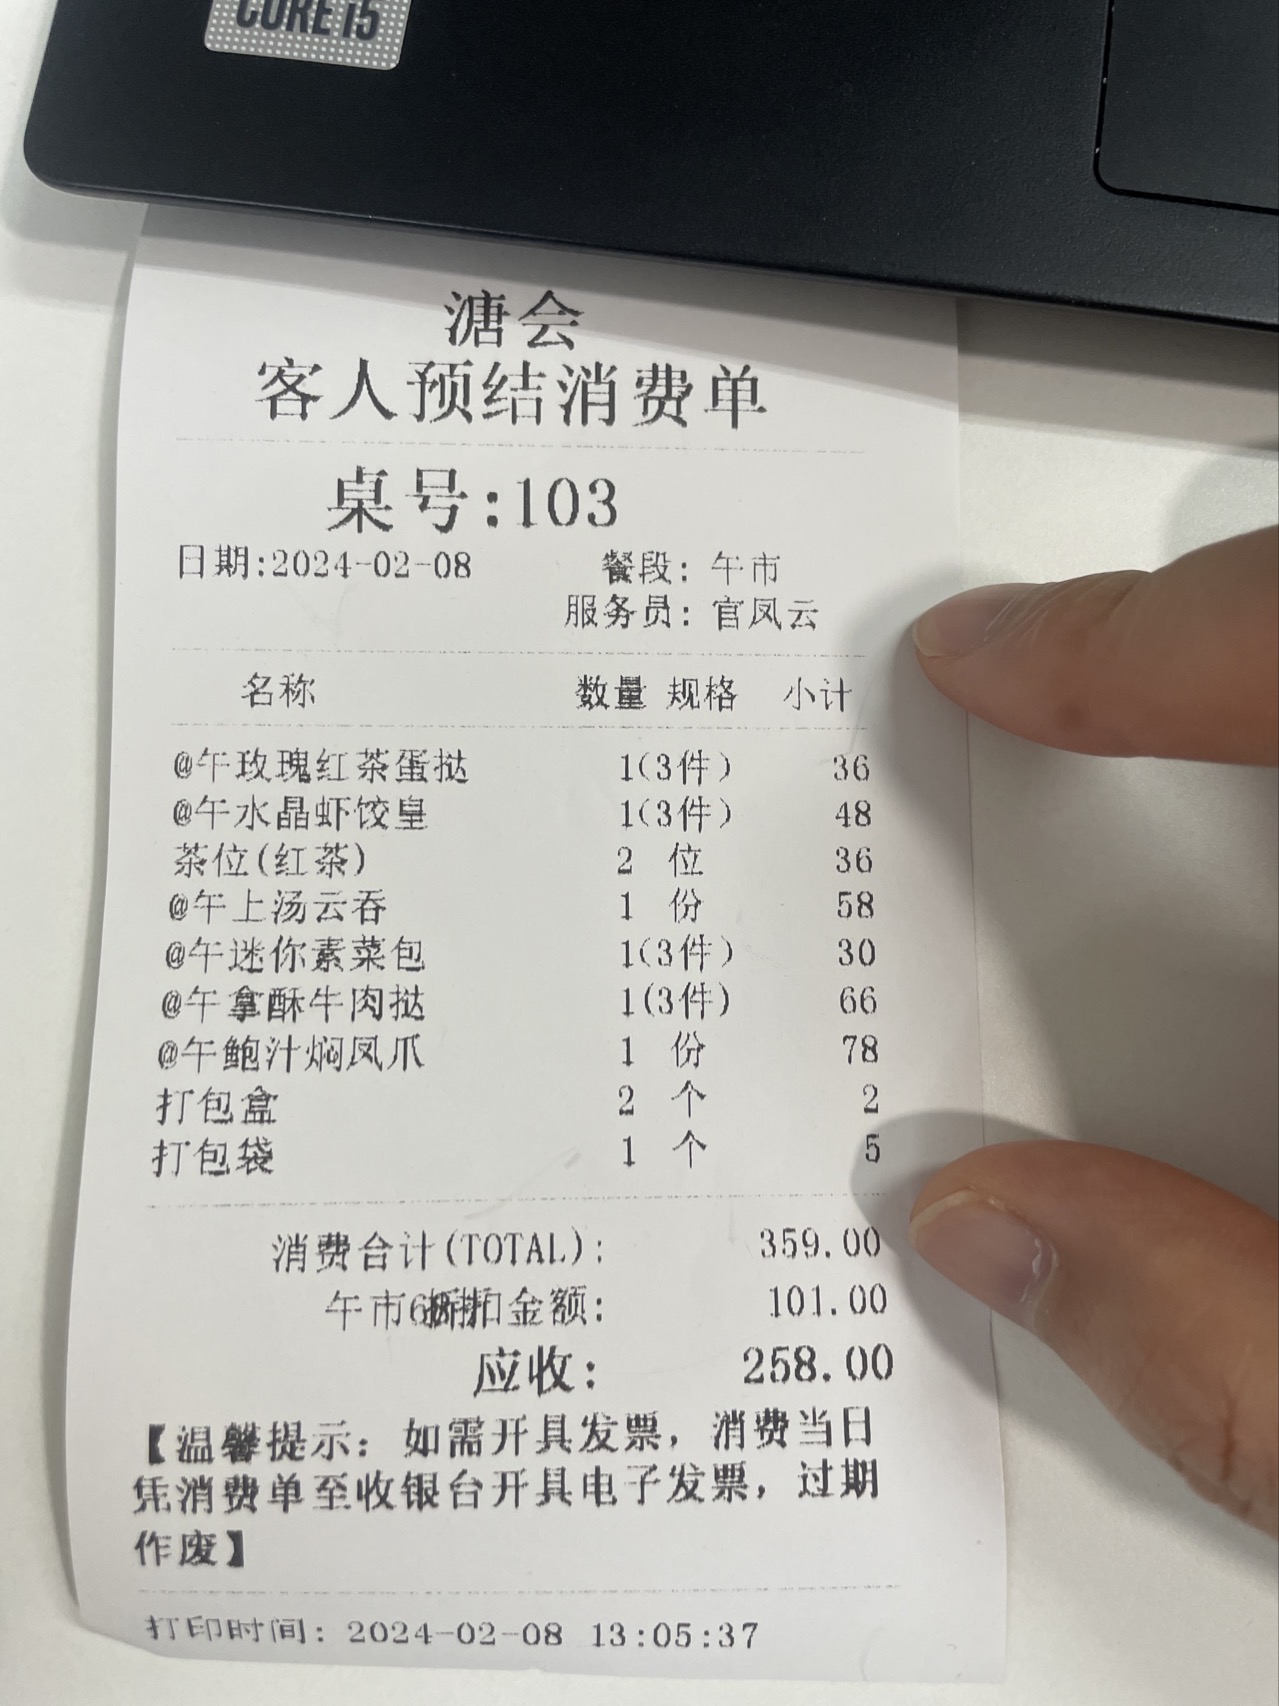 CORE i5
溏会
客人预结消费单
桌号:103
日期:2024-02-08 餐段: 午市
服务员: 官凤云
名称 数量 规格 小计
@午玫瑰红茶蛋挞 1(3件) 36
@午水晶虾饺皇 1(3件) 48
茶位(红茶) 2 位 36
@午上汤云吞 1 份 58
@午迷你素菜包 1(3件) 30
@午拿酥牛肉挞 1(3件) 66
@午鲍汁焖凤爪 1 份 78
打包盒 2 个 2
打包袋 1 个 5
消费合计(TOTAL): 359.00
午市 金额: 101.00
应收: 258.00
【温馨提示: 如需开具发票, 消费当日
凭消费单至收银台开具电子发票, 过期
作废】
打印时间: 2024-02-08 13:05:37